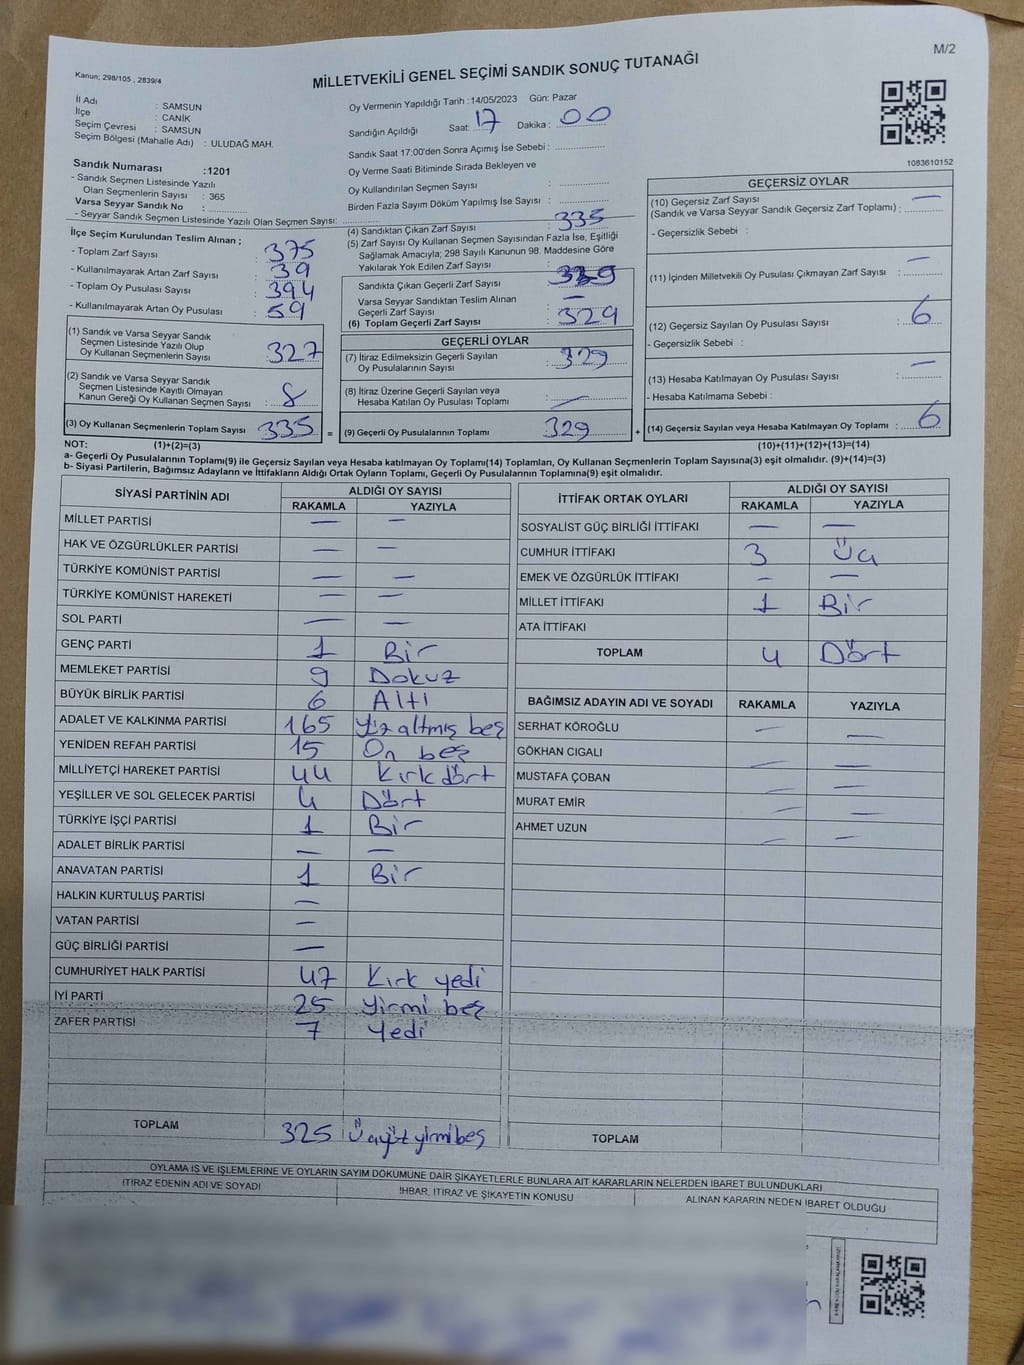 M/2
Kanun; 298/105 , 2839/4
MİLLETVEKİLİ GENEL SEÇİMİ SANDIK SONUÇ TUTANAĞI
İl Adı : SAMSUN
İlçe : CANİK
Seçim Çevresi : SAMSUN
Seçim Bölgesi (Mahalle Adı) : ULUDAĞ MAH.
Sandık Numarası :1201
- Sandık Seçmen Listesinde Yazılı
Olan Seçmenlerin Sayısı : 365
Varsa Seyyar Sandık No :
- Seyyar Sandık Seçmen Listesinde Yazılı Olan Seçmen Sayısı:
Oy Vermenin Yapıldığı Tarih : 14/05/2023 Gün: Pazar
Sandığın Açıldığı Saat: 17 Dakika : 00
Sandık Saat 17:00'den Sonra Açımış İse Sebebi :
Oy Verme Saati Bitiminde Sırada Bekleyen ve
Oy Kullandırılan Seçmen Sayısı :
Birden Fazla Sayım Döküm Yapılmış İse Sayısı :
1083610152
İlçe Seçim Kurulundan Teslim Alınan ;
- Toplam Zarf Sayısı : 375
- Kullanılmayarak Artan Zarf Sayısı : 39
- Toplam Oy Pusulası Sayısı : 394
- Kullanılmayarak Artan Oy Pusulası : 59
(1) Sandık ve Varsa Seyyar Sandık
Seçmen Listesinde Yazılı Olup
Oy Kullanan Seçmenlerin Sayısı : 327
(2) Sandık ve Varsa Seyyar Sandık
Seçmen Listesinde Kayıtlı Olmayan
Kanun Gereği Oy Kullanan Seçmen Sayısı : 8
(3) Oy Kullanan Seçmenlerin Toplam Sayısı 335 =
(4) Sandıktan Çıkan Zarf Sayısı : 335
(5) Zarf Sayısı Oy Kullanan Seçmen Sayısından Fazla İse, Eşitliği
Sağlamak Amacıyla; 298 Sayılı Kanunun 98. Maddesine Göre
Yakılarak Yok Edilen Zarf Sayısı :
Sandıkta Çıkan Geçerli Zarf Sayısı : 329
Varsa Seyyar Sandıktan Teslim Alınan
Geçerli Zarf Sayısı : —
(6) Toplam Geçerli Zarf Sayısı : 329
GEÇERLİ OYLAR
(7) İtiraz Edilmeksizin Geçerli Sayılan
Oy Pusulalarının Sayısı : 329
(8) İtiraz Üzerine Geçerli Sayılan veya
Hesaba Katılan Oy Pusulası Toplamı : —
(9) Geçerli Oy Pusulalarının Toplamı 329 +
GEÇERSİZ OYLAR
(10) Geçersiz Zarf Sayısı —
(Sandık ve Varsa Seyyar Sandık Geçersiz Zarf Toplamı) :
- Geçersizlik Sebebi :
(11) İçinden Milletvekili Oy Pusulası Çıkmayan Zarf Sayısı : —
(12) Geçersiz Sayılan Oy Pusulası Sayısı : 6
- Geçersizlik Sebebi :
(13) Hesaba Katılmayan Oy Pusulası Sayısı : —
- Hesaba Katılmama Sebebi :
(14) Geçersiz Sayılan veya Hesaba Katılmayan Oy Toplamı : 6
NOT: (1)+(2)=(3) (10)+(11)+(12)+(13)=(14)
a- Geçerli Oy Pusulalarının Toplamı(9) ile Geçersiz Sayılan veya Hesaba katılmayan Oy Toplamı(14) Toplamları, Oy Kullanan Seçmenlerin Toplam Sayısına(3) eşit olmalıdır. (9)+(14)=(3)
b- Siyasi Partilerin, Bağımsız Adayların ve İttifakların Aldığı Ortak Oyların Toplamı, Geçerli Oy Pusulalarının Toplamına(9) eşit olmalıdır.
SİYASİ PARTİNİN ADI ALDIĞI OY SAYISI
RAKAMLA YAZIYLA
MİLLET PARTİSİ — —
HAK VE ÖZGÜRLÜKLER PARTİSİ — —
TÜRKİYE KOMÜNİST PARTİSİ — —
TÜRKİYE KOMÜNİST HAREKETİ — —
SOL PARTİ — —
GENÇ PARTİ 1 Bir
MEMLEKET PARTİSİ 9 Dokuz
BÜYÜK BİRLİK PARTİSİ 6 Altı
ADALET VE KALKINMA PARTİSİ 165 Yüz altmış beş
YENİDEN REFAH PARTİSİ 15 On beş
MİLLİYETÇİ HAREKET PARTİSİ 44 Kırk dört
YEŞİLLER VE SOL GELECEK PARTİSİ 4 Dört
TÜRKİYE İŞÇİ PARTİSİ 1 Bir
ADALET BİRLİK PARTİSİ — —
ANAVATAN PARTİSİ 1 Bir
HALKIN KURTULUŞ PARTİSİ —
VATAN PARTİSİ —
GÜÇ BİRLİĞİ PARTİSİ —
CUMHURİYET HALK PARTİSİ 47 Kırk yedi
İYİ PARTİ 25 Yirmi beş
ZAFER PARTİSİ 7 Yedi
TOPLAM 325 Üçyüz yirmibeş
İTTİFAK ORTAK OYLARI ALDIĞI OY SAYISI
RAKAMLA YAZIYLA
SOSYALİST GÜÇ BİRLİĞİ İTTİFAKI — —
CUMHUR İTTİFAKI 3 Üç
EMEK VE ÖZGÜRLÜK İTTİFAKI — —
MİLLET İTTİFAKI 1 Bir
ATA İTTİFAKI
TOPLAM 4 Dört
BAĞIMSIZ ADAYIN ADI VE SOYADI RAKAMLA YAZIYLA
SERHAT KÖROĞLU — —
GÖKHAN CIGALI — —
MUSTAFA ÇOBAN — —
MURAT EMİR — —
AHMET UZUN — —
TOPLAM
OYLAMA İŞ VE İŞLEMLERİNE VE OYLARIN SAYIM DÖKÜMÜNE DAİR ŞİKAYETLERLE BUNLARA AİT KARARLARIN NELERDEN İBARET BULUNDUKLARI
İTİRAZ EDENİN ADI VE SOYADI İHBAR, İTİRAZ VE ŞİKAYETİN KONUSU ALINAN KARARIN NEDEN İBARET OLDUĞU